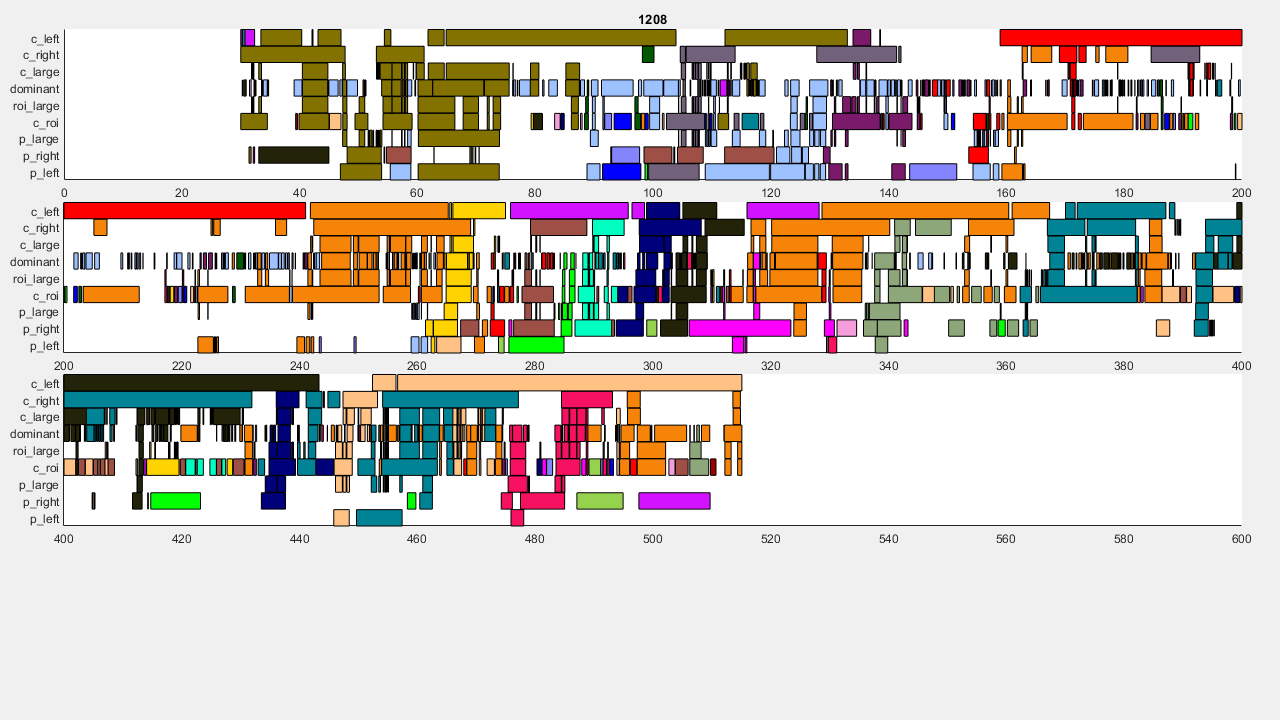 1208
c_left
c_right
c_large
dominant
roi_large
c_roi
p_large
p_right
p_left
0 20 40 60 80 100 120 140 160 180 200
c_left
c_right
c_large
dominant
roi_large
c_roi
p_large
p_right
p_left
200 220 240 260 280 300 320 340 360 380 400
c_left
c_right
c_large
dominant
roi_large
c_roi
p_large
p_right
p_left
400 420 440 460 480 500 520 540 560 580 600